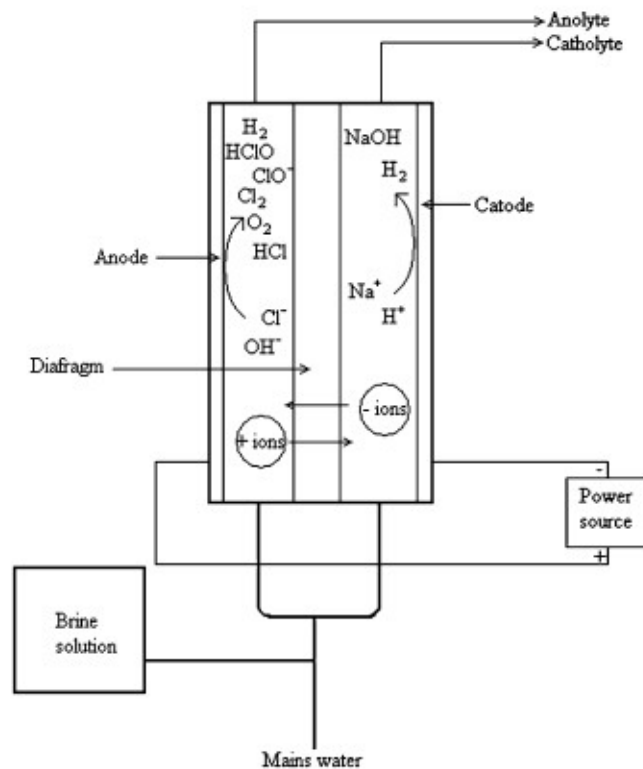 Anolyte
Catholyte
H₂
HClO
ClO⁻
Cl₂
O₂
HCl
Cl⁻
OH⁻
NaOH
H₂
Na⁺
H⁺
Catode
Anode
Diafragm
- ions
+ ions
-
Power
source
+
Brine
solution
Mains water